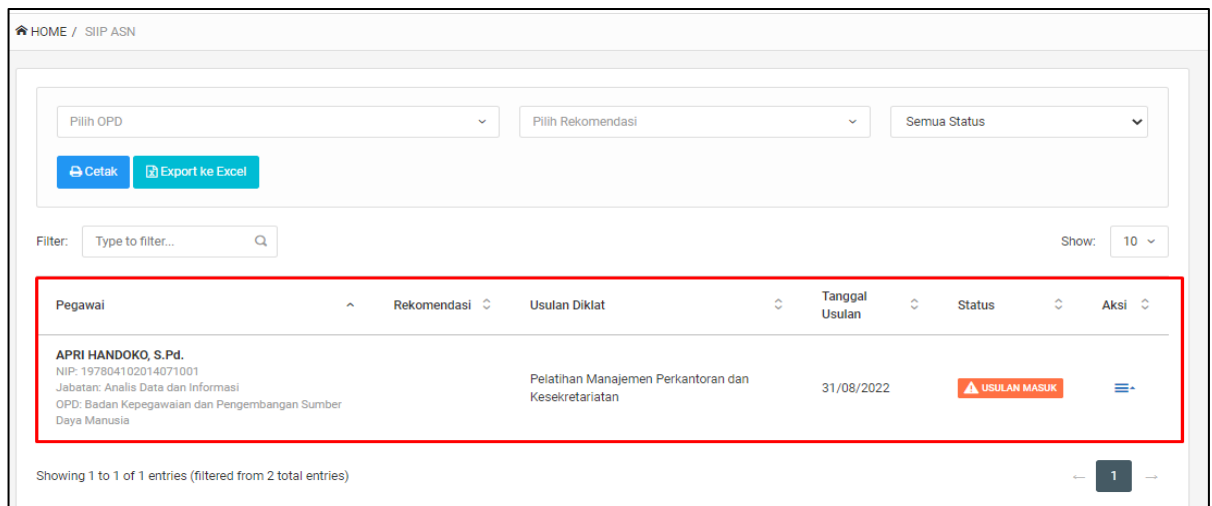 HOME / SIIP ASN
Pilih OPD
Pilih Rekomendasi
Semua Status
Cetak
Export ke Excel
Filter: Type to filter...
Show: 10
Pegawai Rekomendasi Usulan Diklat Tanggal Usulan Status Aksi
APRI HANDOKO, S.Pd.
NIP: 197804102014071001
Jabatan: Analis Data dan Informasi
OPD: Badan Kepegawaian dan Pengembangan Sumber
Daya Manusia
Pelatihan Manajemen Perkantoran dan
Kesekretariatan
31/08/2022
USULAN MASUK
Showing 1 to 1 of 1 entries (filtered from 2 total entries)
← 1 →